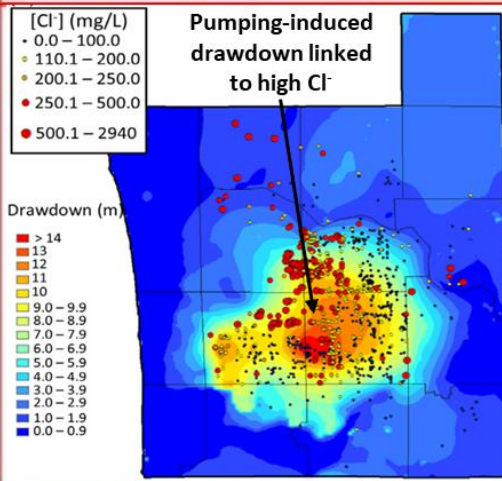 [Cl⁻] (mg/L)
0.0 – 100.0
110.1 – 200.0
200.1 – 250.0
250.1 – 500.0
500.1 – 2940
Pumping-induced
drawdown linked
to high Cl⁻
Drawdown (m)
> 14
13
12
11
10
9.0 – 9.9
8.0 – 8.9
7.0 – 7.9
6.0 – 6.9
5.0 – 5.9
4.0 – 4.9
3.0 – 3.9
2.0 – 2.9
1.0 – 1.9
0.0 – 0.9